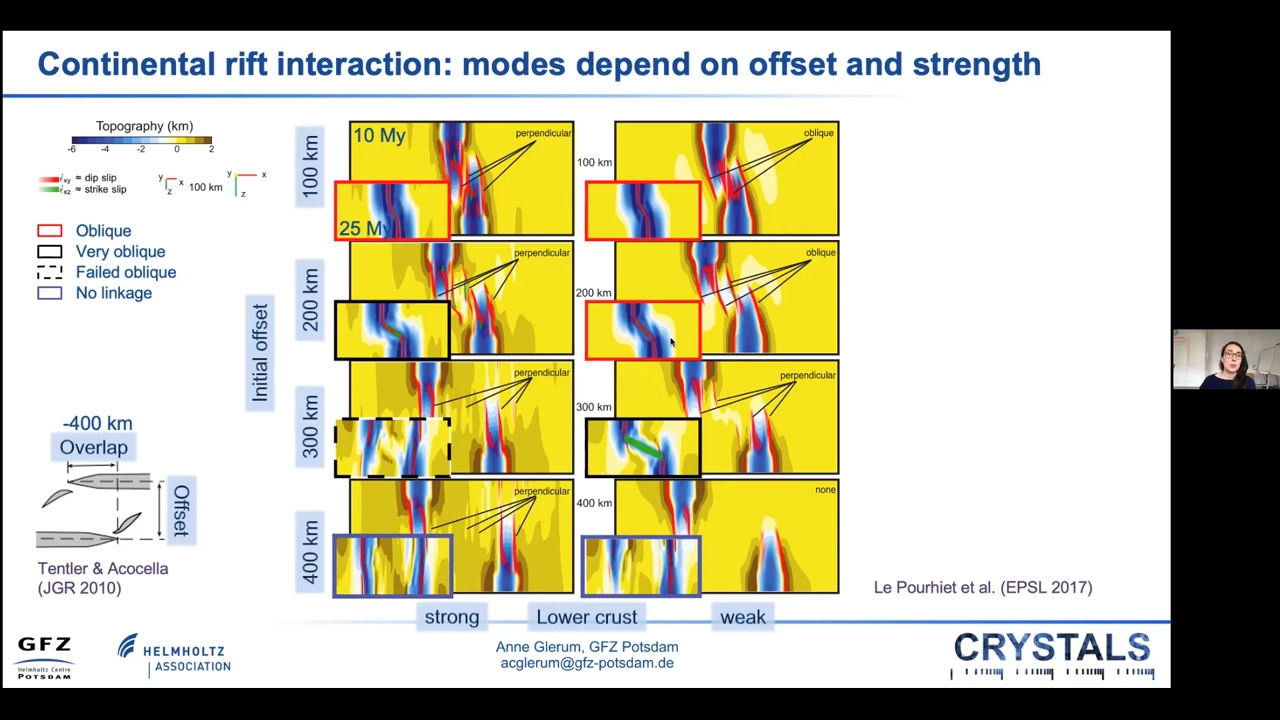 Continental rift interaction: modes depend on offset and strength
Topography (km)
-6 -4 -2 0 2
ε̇xy ≈ dip slip
ε̇xz ≈ strike slip
y x z 100 km y x z
Oblique
Very oblique
Failed oblique
No linkage
Initial offset
100 km
200 km
300 km
400 km
10 My
25 My
perpendicular
perpendicular
perpendicular
perpendicular
100 km
200 km
300 km
400 km
oblique
oblique
perpendicular
none
-400 km
Overlap
Offset
Tentler & Acocella
(JGR 2010)
Le Pourhiet et al. (EPSL 2017)
strong
Lower crust
weak
GFZ
Helmholtz Centre
POTSDAM
HELMHOLTZ
ASSOCIATION
Anne Glerum, GFZ Potsdam
acglerum@gfz-potsdam.de
CRYSTALS